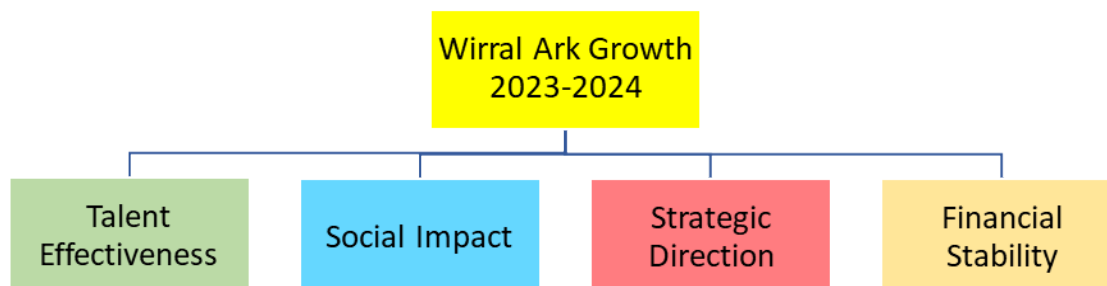 Wirral Ark Growth
2023-2024
Talent
Effectiveness
Social Impact
Strategic
Direction
Financial
Stability